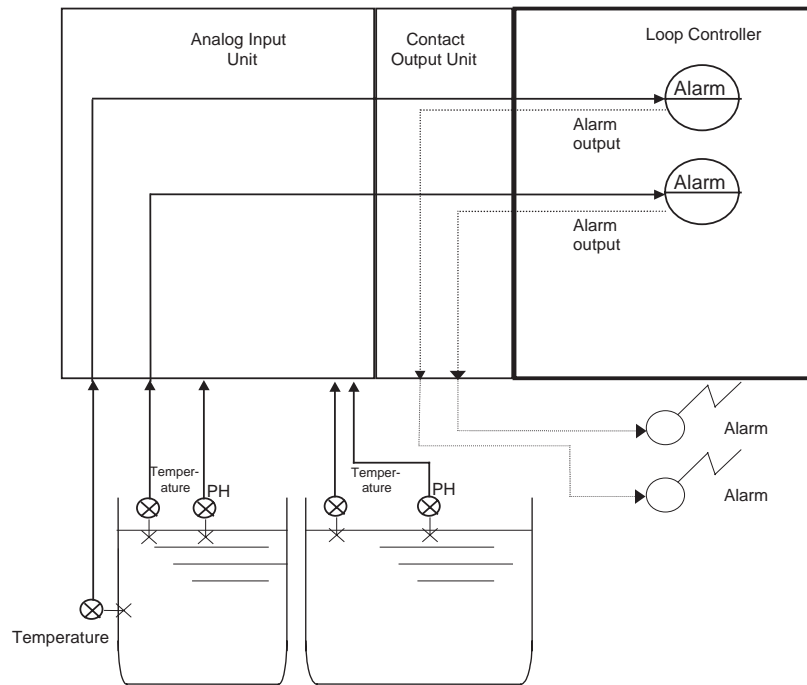 Analog Input
Unit
Contact
Output Unit
Loop Controller
Alarm
Alarm
output
Alarm
Alarm
output
Alarm
Alarm
Temper-
ature
PH
Temper-
ature
PH
Temperature